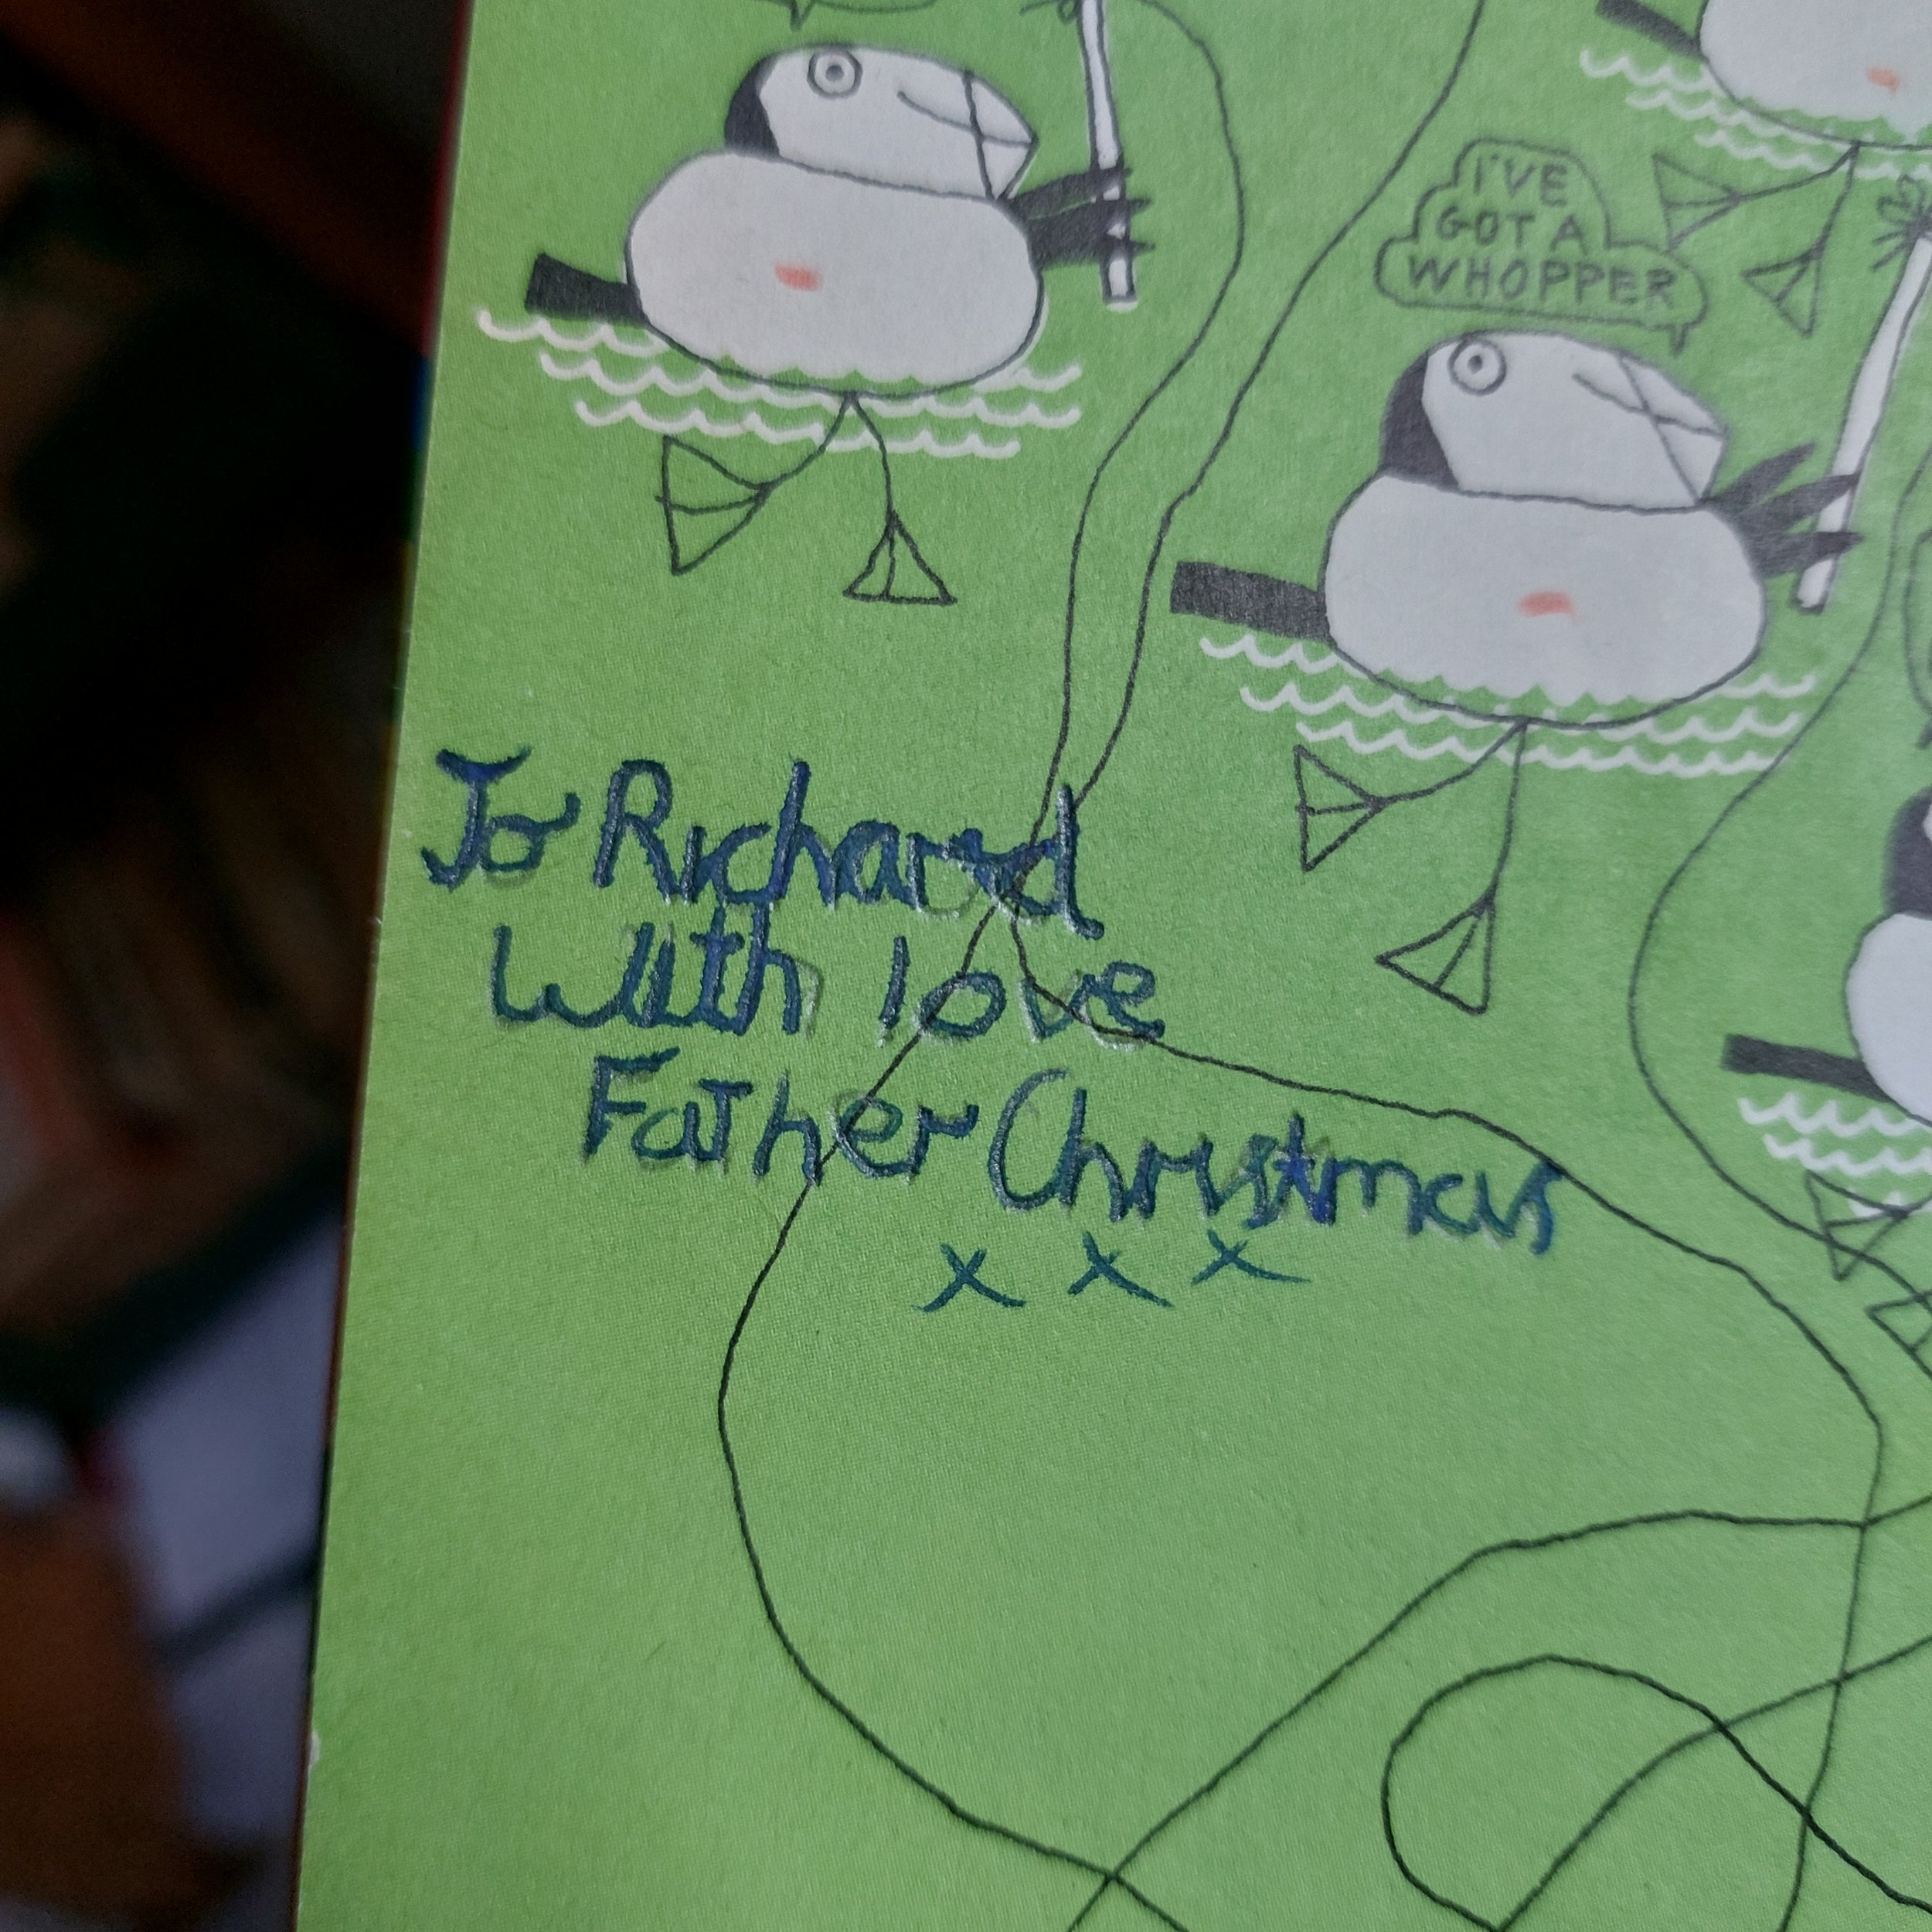 I'VE
GOT A
WHOPPER
To Richard
With love
Father Christmas
x x x